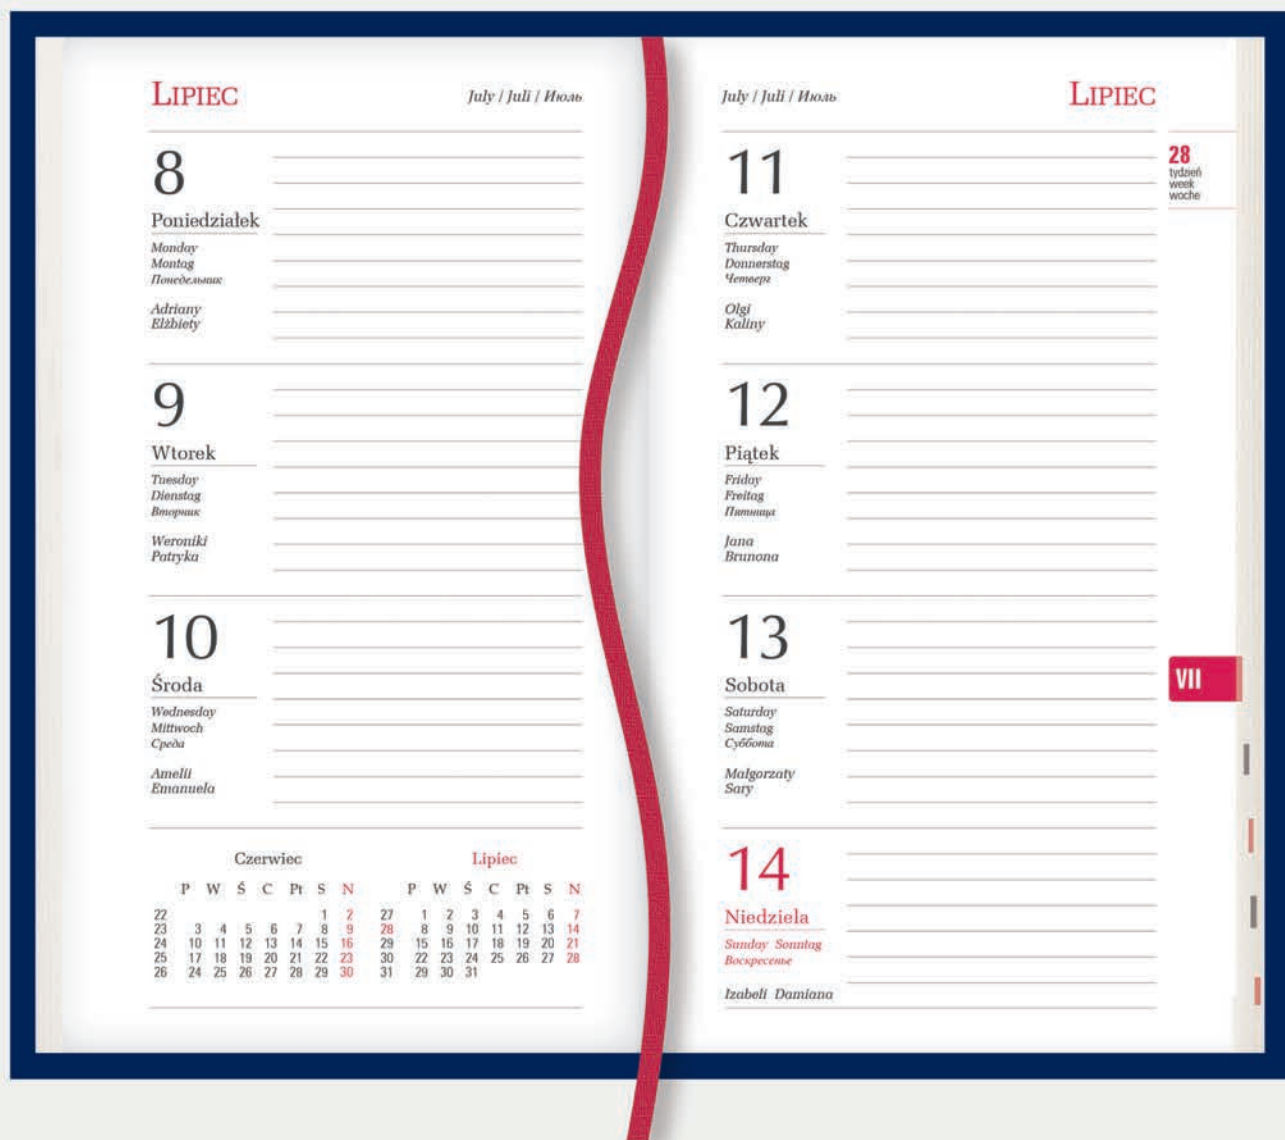 LIPIEC July / Juli / Июль
8
Poniedziałek
Monday
Montag
Понедельник
Adriany
Elżbiety
9
Wtorek
Tuesday
Dienstag
Вторник
Weroniki
Patryka
10
Środa
Wednesday
Mittwoch
Среда
Amelii
Emanuela
Czerwiec
P W Ś C Pt S N
22 1 2
23 3 4 5 6 7 8 9
24 10 11 12 13 14 15 16
25 17 18 19 20 21 22 23
26 24 25 26 27 28 29 30
Lipiec
P W Ś C Pt S N
27 1 2 3 4 5 6 7
28 8 9 10 11 12 13 14
29 15 16 17 18 19 20 21
30 22 23 24 25 26 27 28
31 29 30 31
July / Juli / Июль LIPIEC
28
tydzień
week
woche
11
Czwartek
Thursday
Donnerstag
Четверг
Olgi
Kaliny
12
Piątek
Friday
Freitag
Пятница
Jana
Brunona
13
Sobota
Saturday
Samstag
Суббота
Małgorzaty
Sary
VII
14
Niedziela
Sunday Sonntag
Воскресенье
Izabeli Damiana